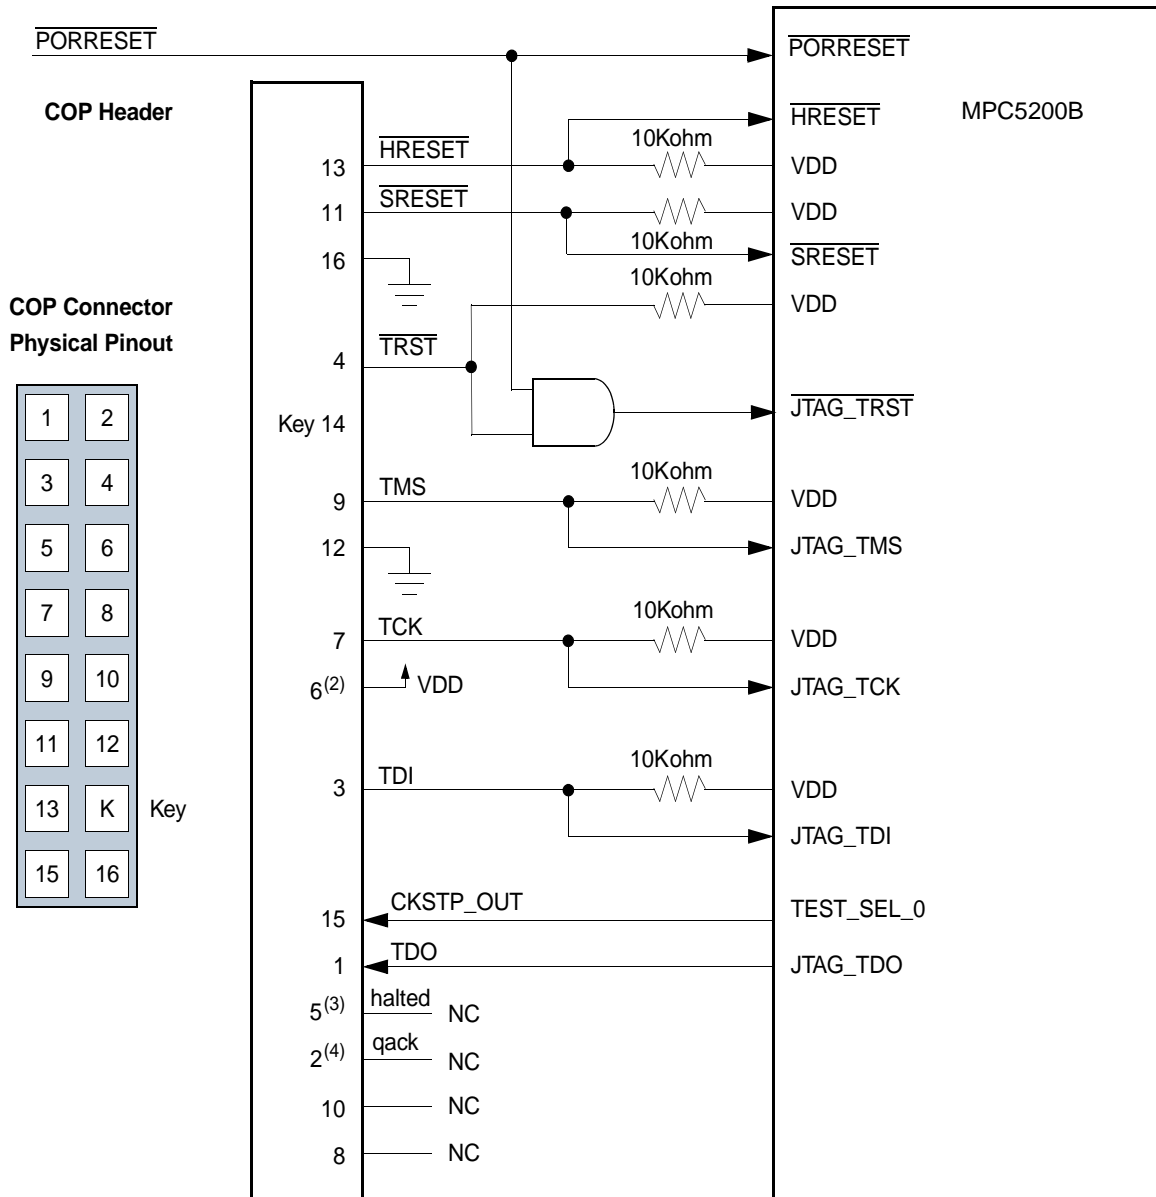 PORRESET
PORRESET
COP Header
HRESET
MPC5200B
10Kohm
13
HRESET
VDD
11
SRESET
VDD
10Kohm
SRESET
16
10Kohm
VDD
COP Connector
Physical Pinout
4
TRST
JTAG_TRST
Key 14
1 2
3 4
5 6
7 8
9 10
11 12
13 K Key
15 16
10Kohm
9
TMS
VDD
12
JTAG_TMS
10Kohm
7
TCK
VDD
6(2)
VDD
JTAG_TCK
10Kohm
3
TDI
VDD
JTAG_TDI
15
CKSTP_OUT
TEST_SEL_0
1
TDO
JTAG_TDO
5(3)
halted
NC
2(4)
qack
NC
10
NC
8
NC